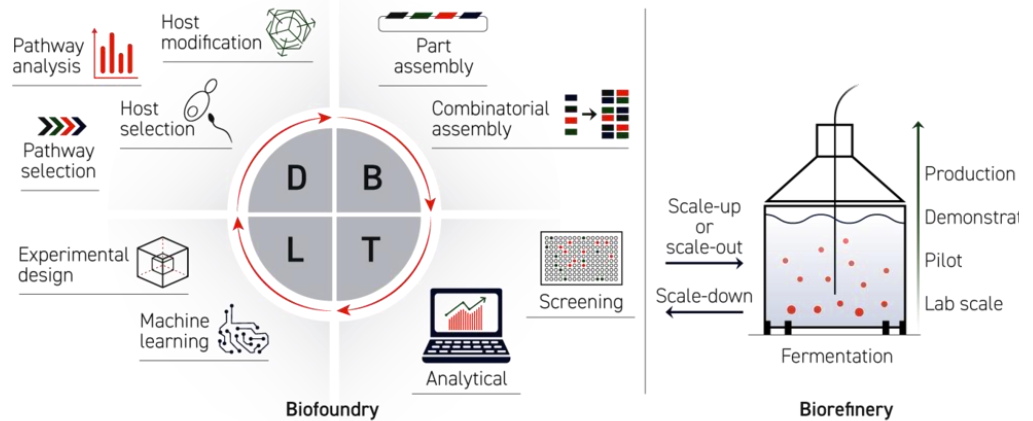 Pathway
analysis
Host
modification
Host
selection
Pathway
selection
Part
assembly
Combinatorial
assembly
D
B
L
T
Experimental
design
Machine
learning
Screening
Analytical
Biofoundry
Scale-up
or
scale-out
Scale-down
Production
Demonstrat
Pilot
Lab scale
Fermentation
Biorefinery